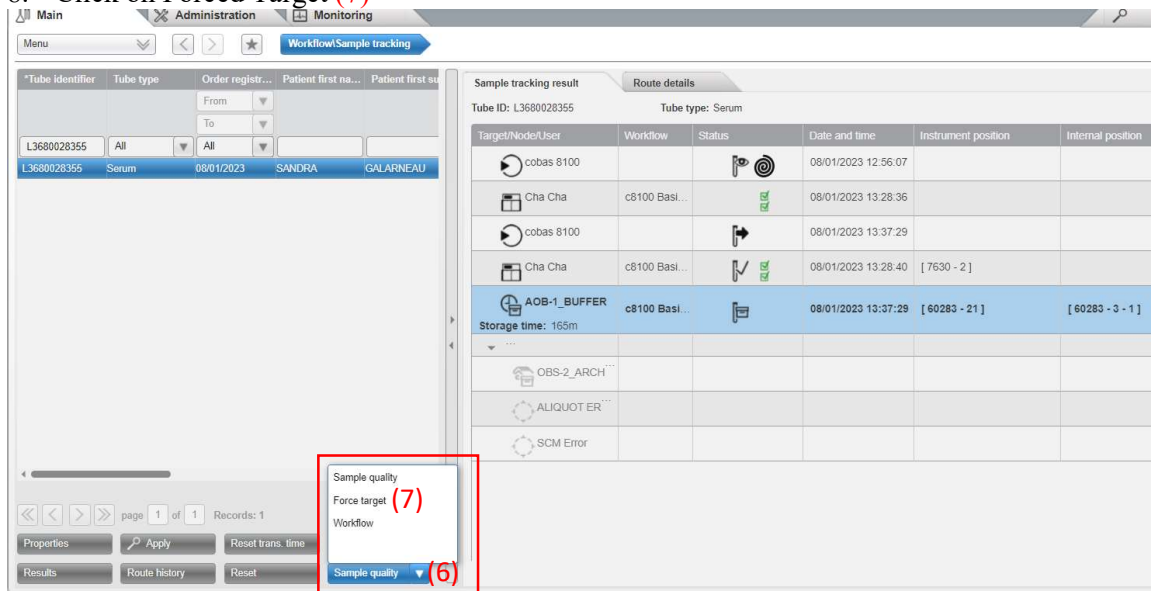 6. Click on Forced Target (7)
Main Administration Monitoring
Menu Workflow\Sample tracking
*Tube identifier Tube type Order registr... Patient first na... Patient first su
From
To
L3680028355 All All
L3680028355 Serum 08/01/2023 SANDRA GALARNEAU
Sample tracking result Route details
Tube ID: L3680028355 Tube type: Serum
Target/Node/User Workflow Status Date and time Instrument position Internal position
cobas 8100 08/01/2023 12:56:07
Cha Cha c8100 Basi... 08/01/2023 13:28:36
cobas 8100 08/01/2023 13:37:29
Cha Cha c8100 Basi... 08/01/2023 13:28:40 [ 7630 - 2 ]
AOB-1_BUFFER c8100 Basi... 08/01/2023 13:37:29 [ 60283 - 21 ] [ 60283 - 3 - 1 ]
Storage time: 165m
...
OBS-2_ARCH...
ALIQUOT ER...
SCM Error
Sample quality
Force target (7)
Workflow
page 1 of 1 Records: 1
Properties Apply Reset trans. time
Results Route history Reset Sample quality (6)